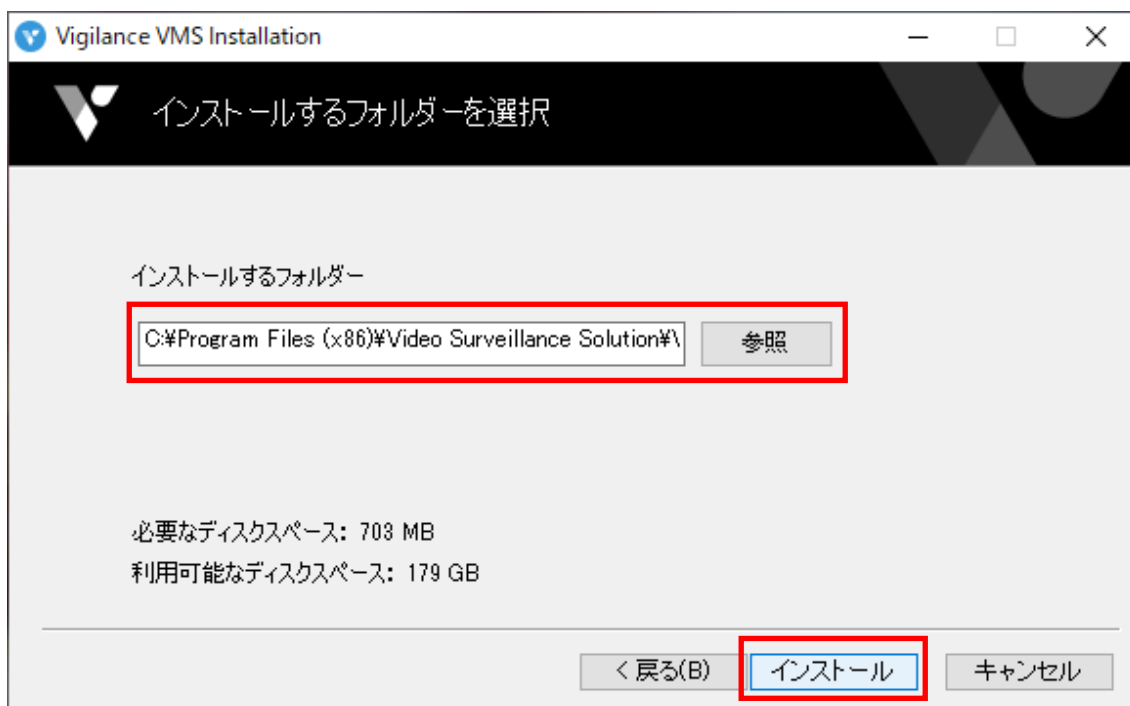 Vigilance VMS Installation
インストールするフォルダーを選択
インストールするフォルダー
C:¥Program Files (x86)¥Video Surveillance Solution¥\
参照
必要なディスクスペース: 703 MB
利用可能なディスクスペース: 179 GB
< 戻る(B)
インストール
キャンセル